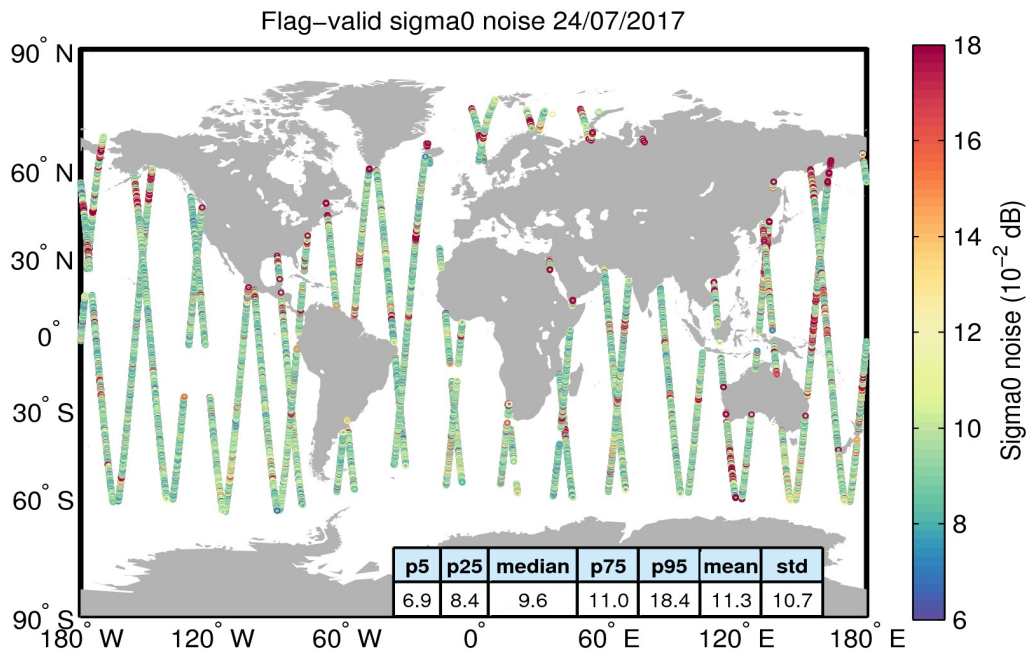 Flag-valid sigma0 noise 24/07/2017
90° N
60° N
30° N
0°
30° S
60° S
90° S
180° W
120° W
60° W
0°
60° E
120° E
180° E
p5 p25 median p75 p95 mean std
6.9 8.4 9.6 11.0 18.4 11.3 10.7
18
16
14
12
10
8
6
Sigma0 noise (10⁻² dB)